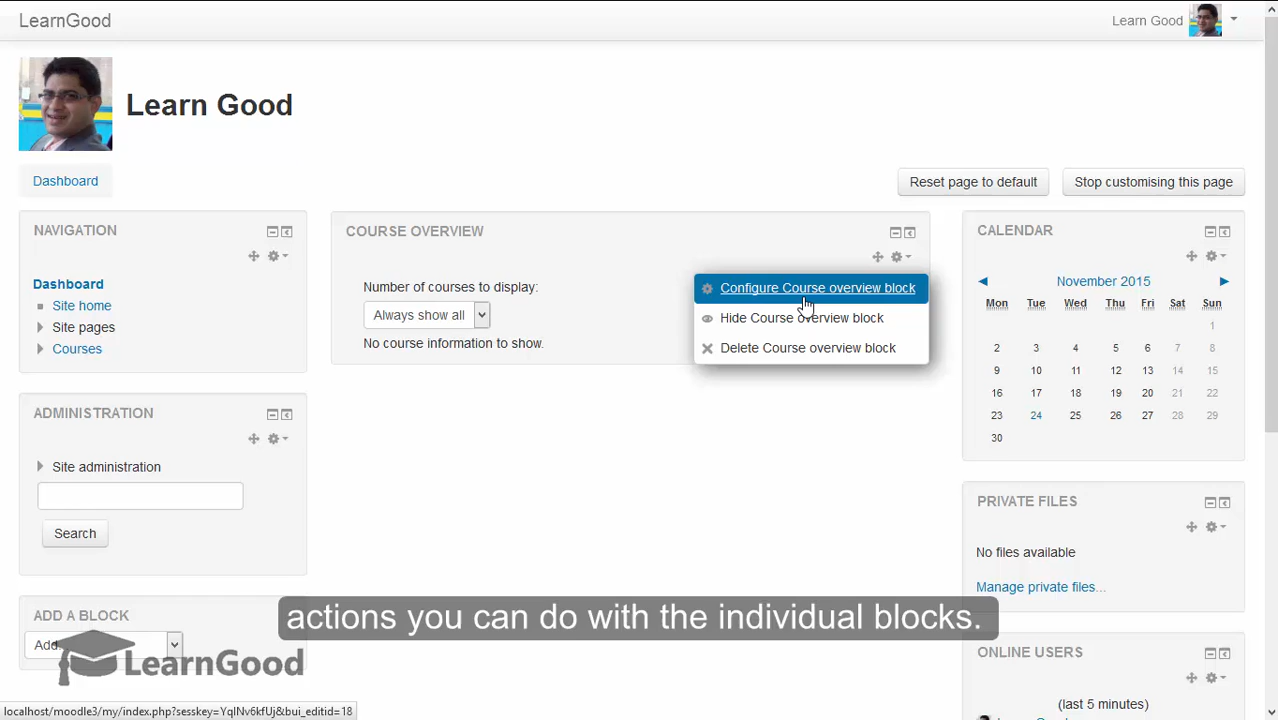 LearnGood
Learn Good
Learn Good
Dashboard
Reset page to default
Stop customising this page
NAVIGATION
Dashboard
Site home
Site pages
Courses
ADMINISTRATION
Site administration
Search
ADD A BLOCK
Add
COURSE OVERVIEW
Number of courses to display:
Always show all
No course information to show.
Configure Course overview block
Hide Course overview block
Delete Course overview block
CALENDAR
November 2015
Mon Tue Wed Thu Fri Sat Sun
1
2 3 4 5 6 7 8
9 10 11 12 13 14 15
16 17 18 19 20 21 22
23 24 25 26 27 28 29
30
PRIVATE FILES
No files available
Manage private files...
ONLINE USERS
(last 5 minutes)
actions you can do with the individual blocks.
LearnGood
localhost/moodle3/my/index.php?sesskey=YqlNv6kfUj&bui_editid=18